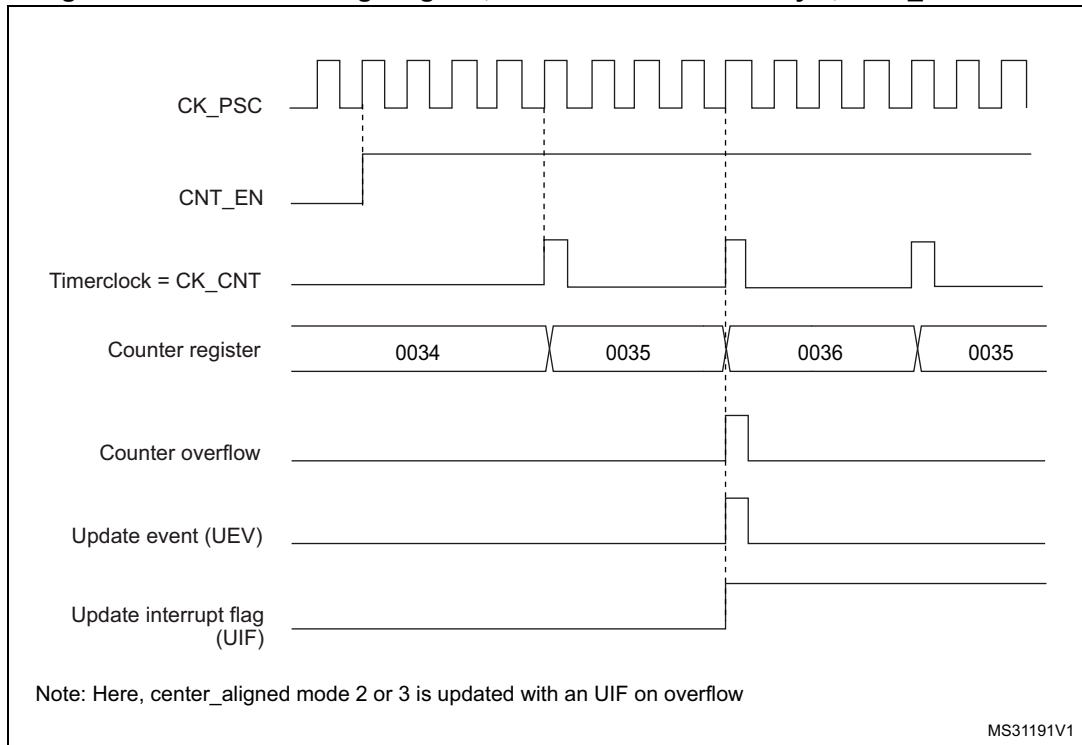 CK_PSC
CNT_EN
Timerclock = CK_CNT
Counter register
0034 0035 0036 0035
Counter overflow
Update event (UEV)
Update interrupt flag
(UIF)
Note: Here, center_aligned mode 2 or 3 is updated with an UIF on overflow
MS31191V1